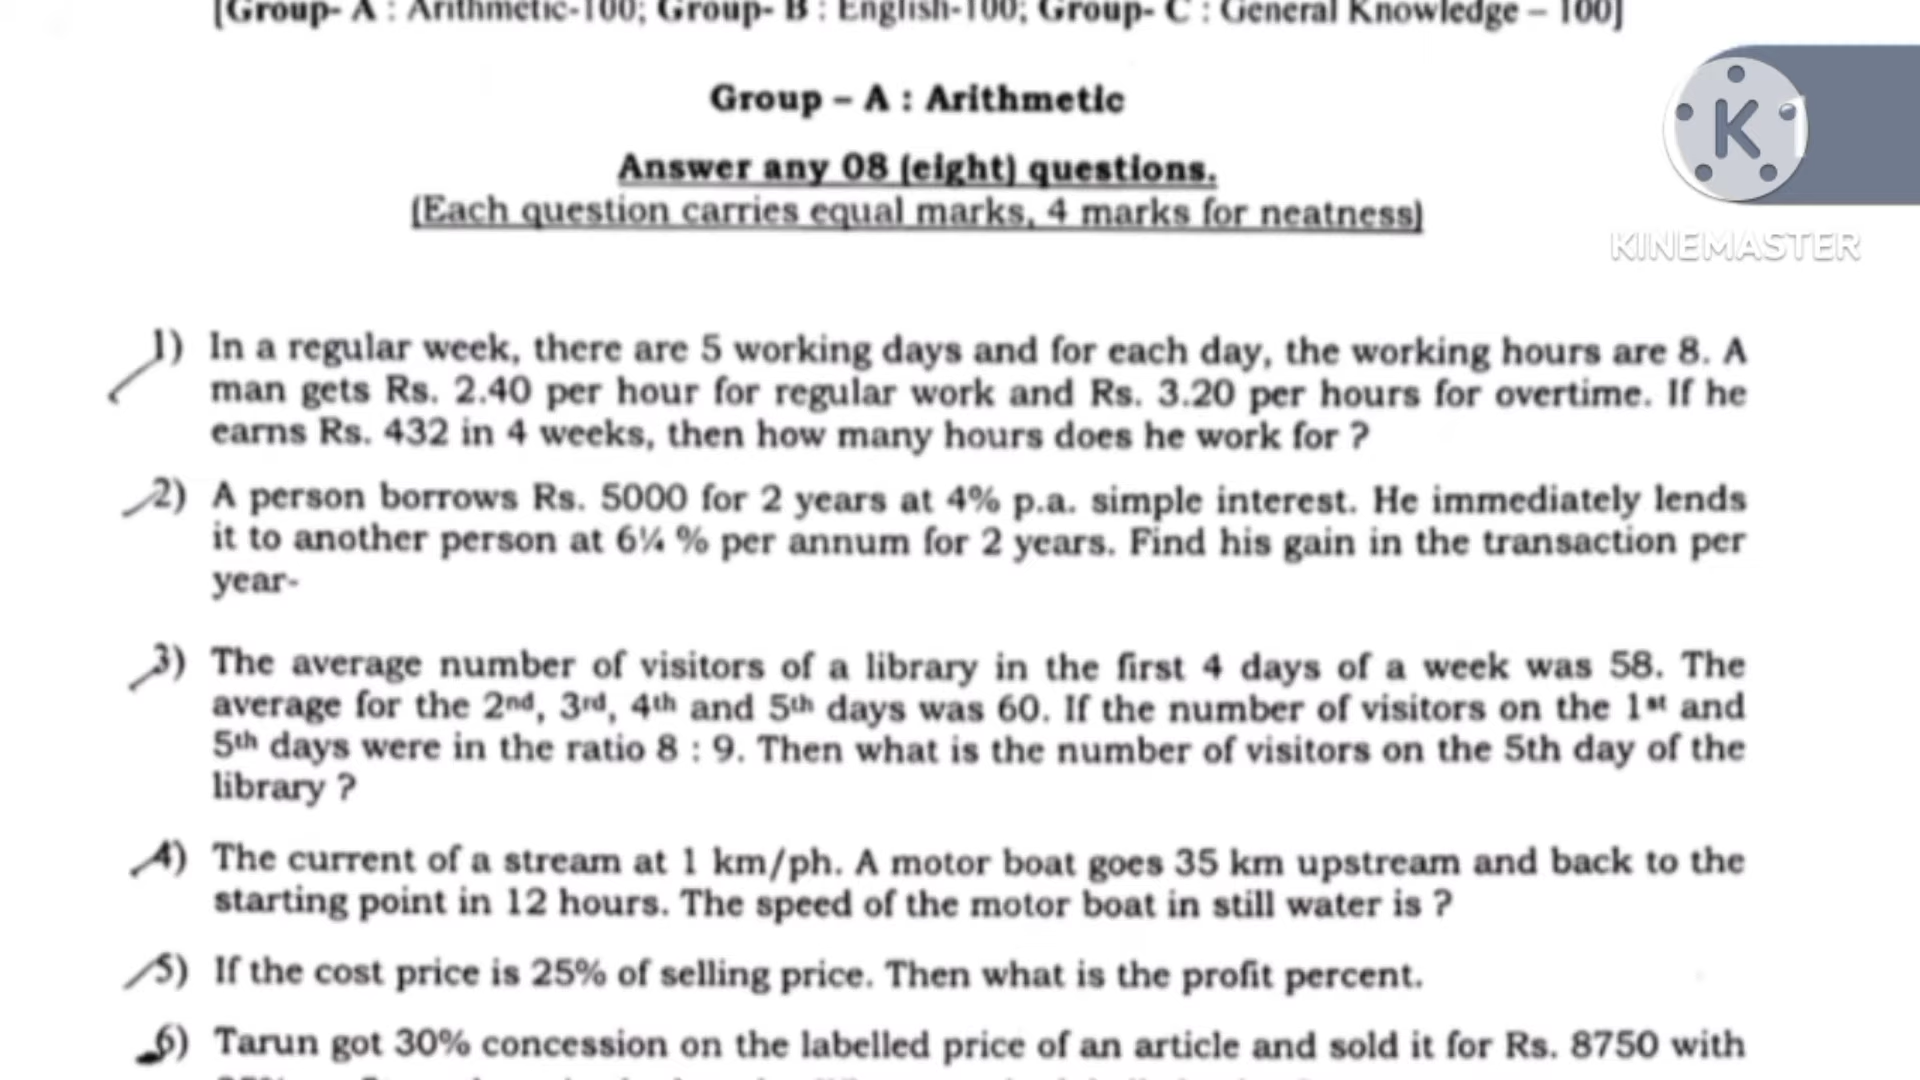 [Group- A : Arithmetic-100; Group- B : English-100; Group- C : General Knowledge – 100]
Group – A : Arithmetic
Answer any 08 (eight) questions.
(Each question carries equal marks, 4 marks for neatness)
K
KINEMASTER
1) In a regular week, there are 5 working days and for each day, the working hours are 8. A
man gets Rs. 2.40 per hour for regular work and Rs. 3.20 per hours for overtime. If he
earns Rs. 432 in 4 weeks, then how many hours does he work for ?
2) A person borrows Rs. 5000 for 2 years at 4% p.a. simple interest. He immediately lends
it to another person at 6¼ % per annum for 2 years. Find his gain in the transaction per
year-
3) The average number of visitors of a library in the first 4 days of a week was 58. The
average for the 2nd, 3rd, 4th and 5th days was 60. If the number of visitors on the 1st and
5th days were in the ratio 8 : 9. Then what is the number of visitors on the 5th day of the
library ?
4) The current of a stream at 1 km/ph. A motor boat goes 35 km upstream and back to the
starting point in 12 hours. The speed of the motor boat in still water is ?
5) If the cost price is 25% of selling price. Then what is the profit percent.
6) Tarun got 30% concession on the labelled price of an article and sold it for Rs. 8750 with